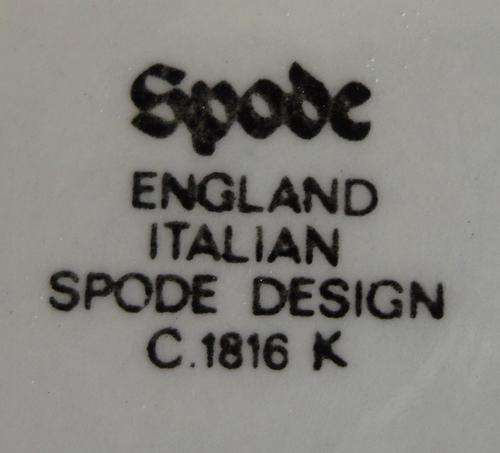 Spode
ENGLAND
ITALIAN
SPODE DESIGN
C.1816 K